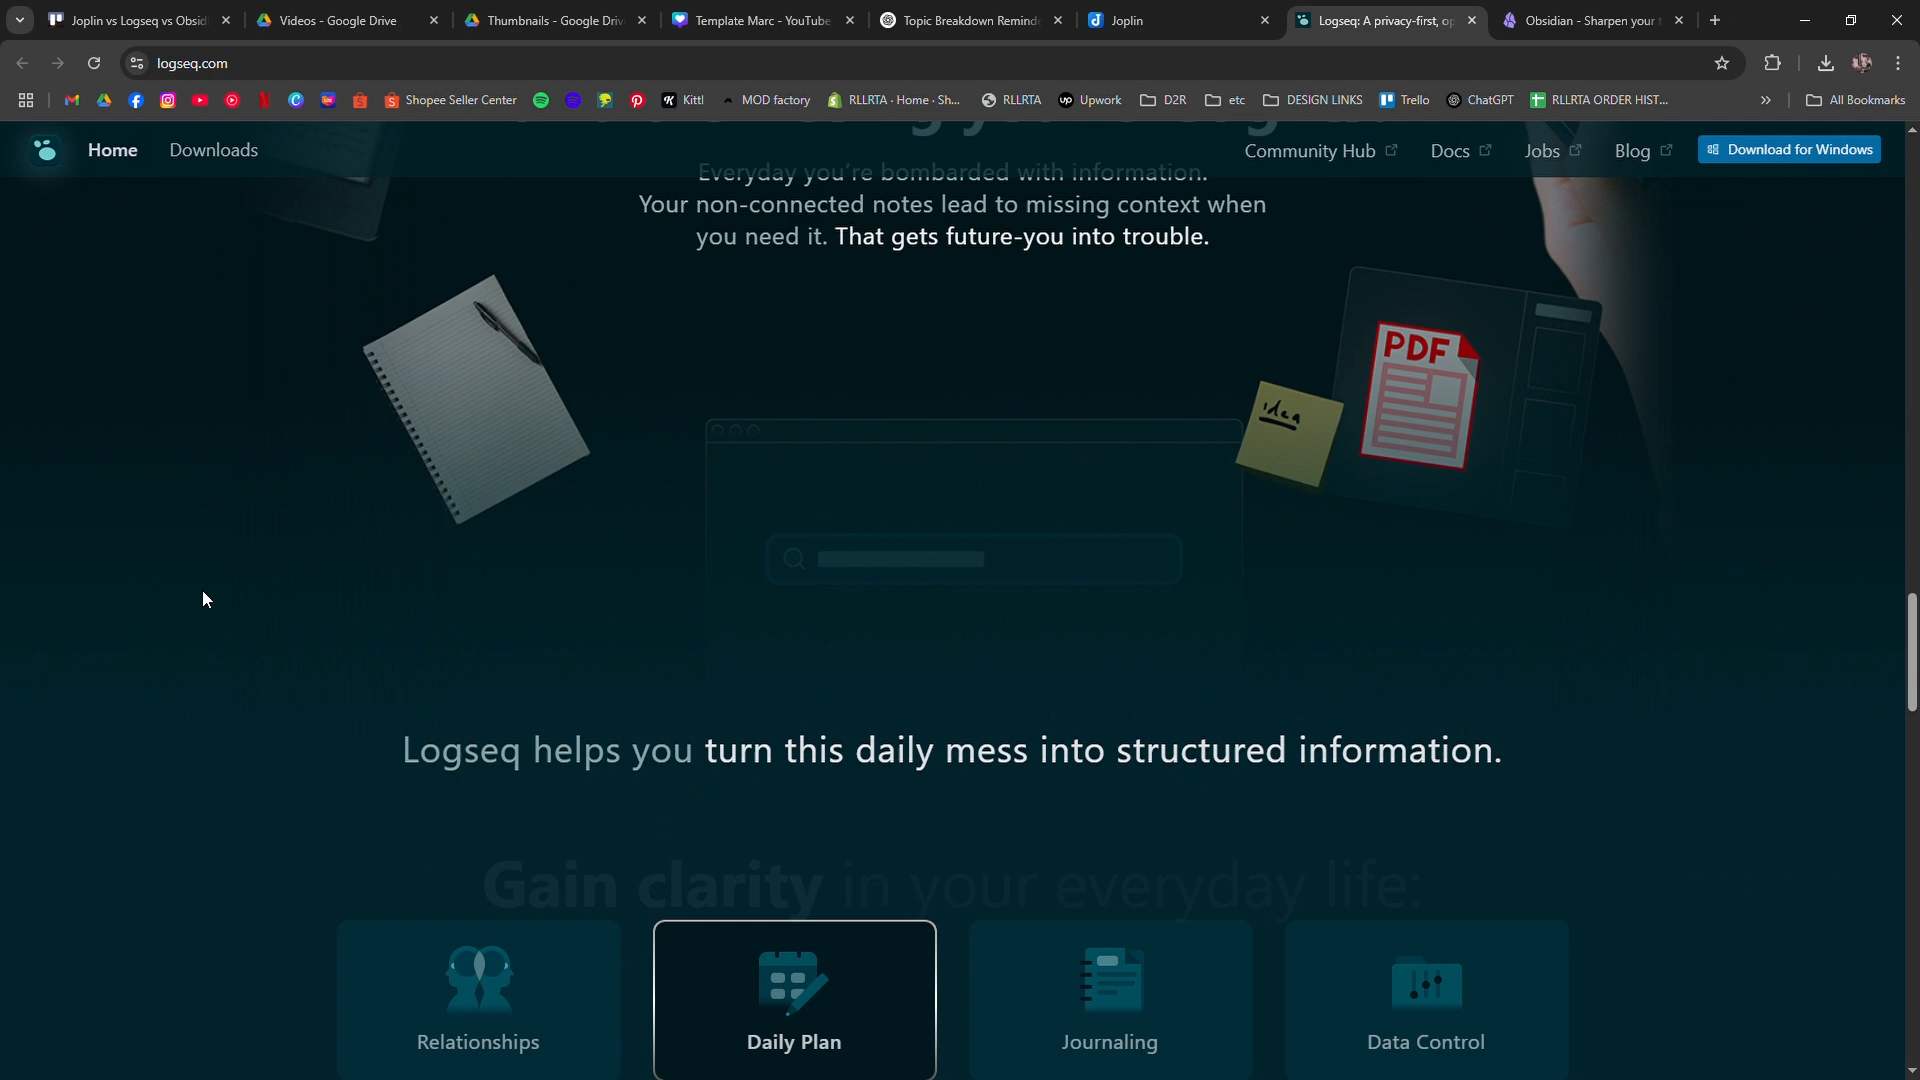 Joplin vs Logseq vs Obsid
Videos - Google Drive
Thumbnails - Google Dri
Template Marc - YouTube
Topic Breakdown Remind
Joplin
Logseq: A privacy-first, op
Obsidian - Sharpen your
logseq.com
Shopee Seller Center
Kittl
MOD factory
RLLRTA · Home · Sh...
RLLRTA
Upwork
D2R
etc
DESIGN LINKS
Trello
ChatGPT
RLLRTA ORDER HIST...
All Bookmarks
Home
Downloads
Community Hub
Docs
Jobs
Blog
Download for Windows
Everyday you're bombarded with information.
Your non-connected notes lead to missing context when
you need it. That gets future-you into trouble.
idea
PDF
Logseq helps you turn this daily mess into structured information.
Gain clarity in your everyday life:
Relationships
Daily Plan
Journaling
Data Control